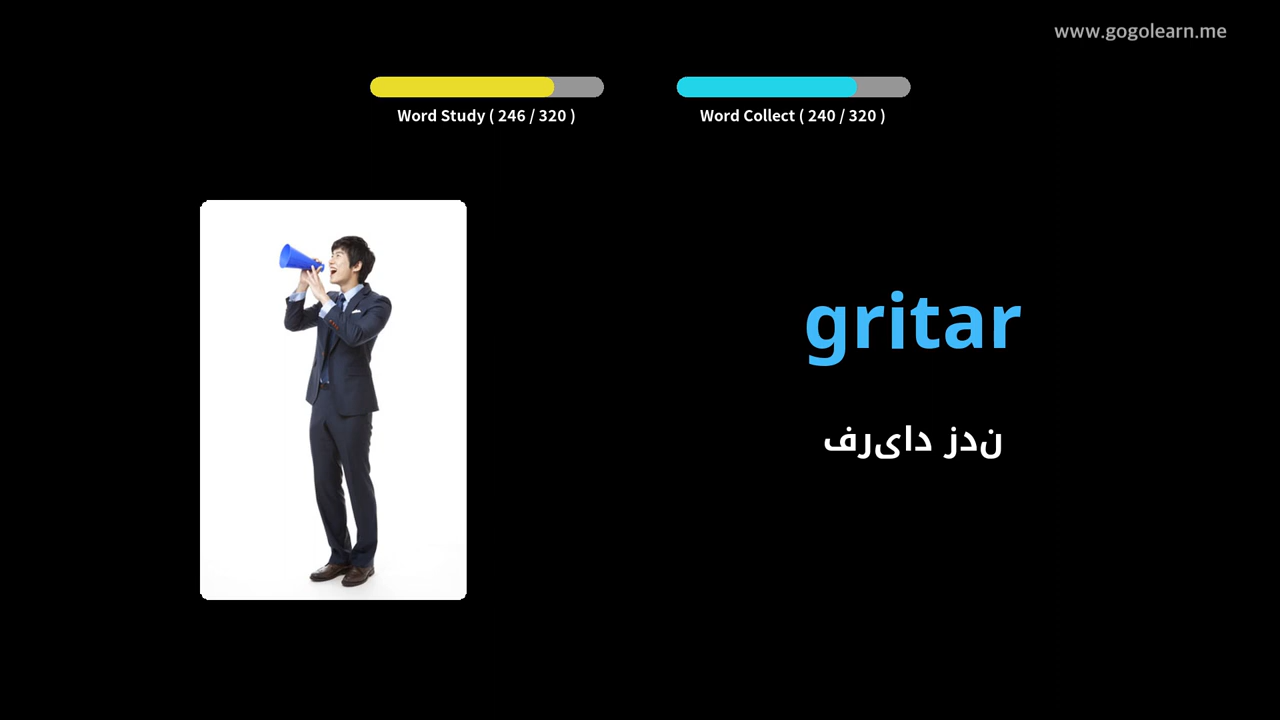 www.gogolearn.me
Word Study ( 246 / 320 )
Word Collect ( 240 / 320 )
gritar
فریاد زدن